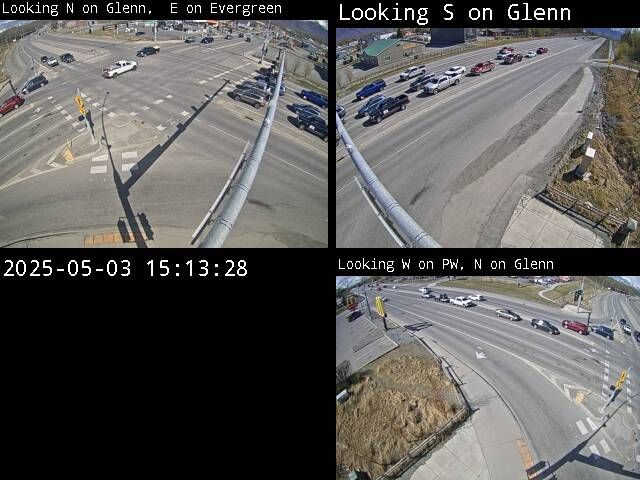 Looking N on Glenn, E on Evergreen
Looking S on Glenn
2025-05-03 15:13:28
Looking W on PW, N on Glenn